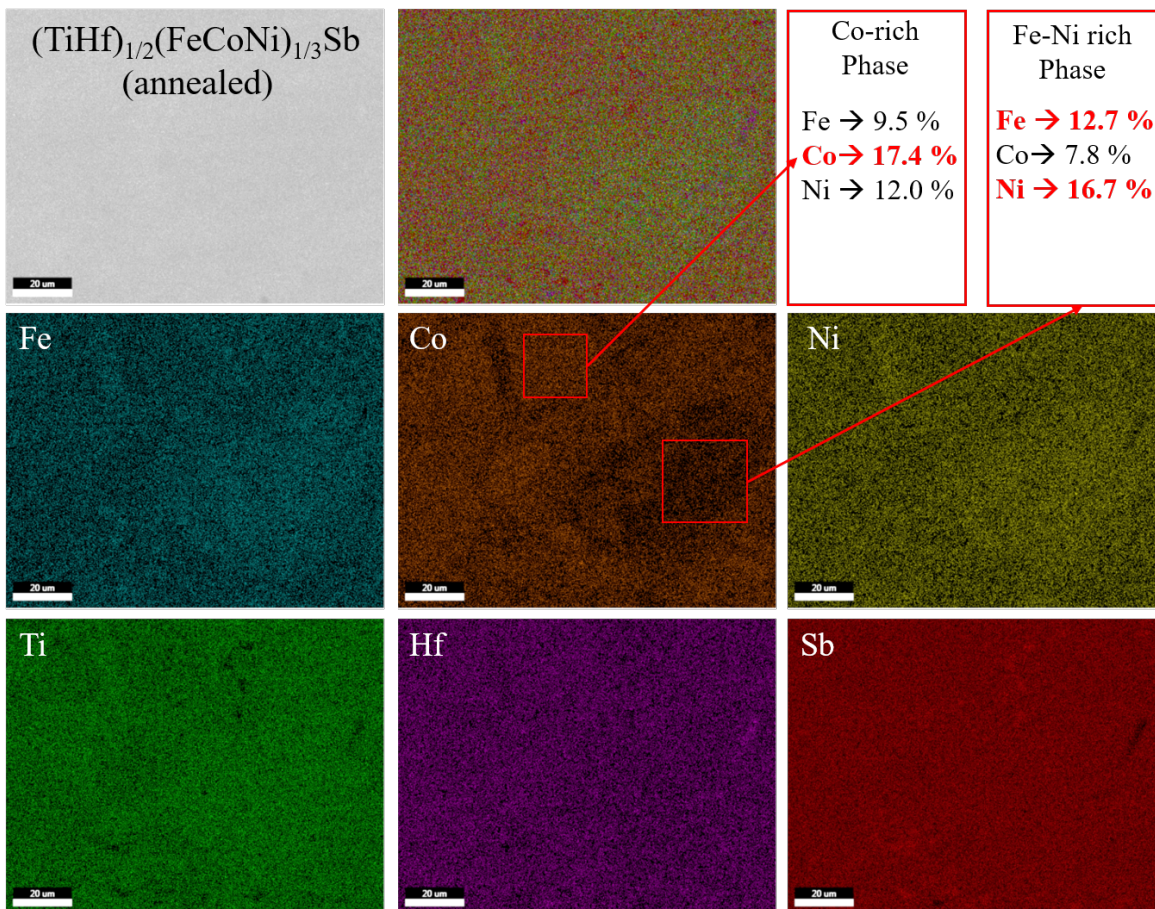 (TiHf)1/2(FeCoNi)1/3Sb
(annealed)
20 um
20 um
Co-rich
Phase
Fe → 9.5 %
Co→ 17.4 %
Ni → 12.0 %
Fe-Ni rich
Phase
Fe → 12.7 %
Co→ 7.8 %
Ni → 16.7 %
Fe
20 um
Co
20 um
Ni
20 um
Ti
20 um
Hf
20 um
Sb
20 um